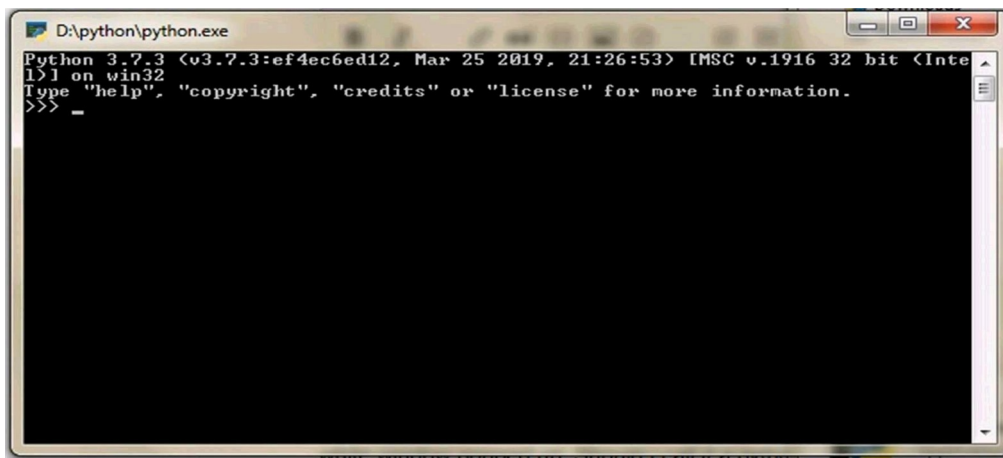 D:\python\python.exe
Python 3.7.3 (v3.7.3:ef4ec6ed12, Mar 25 2019, 21:26:53) [MSC v.1916 32 bit (Inte
l)] on win32
Type "help", "copyright", "credits" or "license" for more information.
>>> _